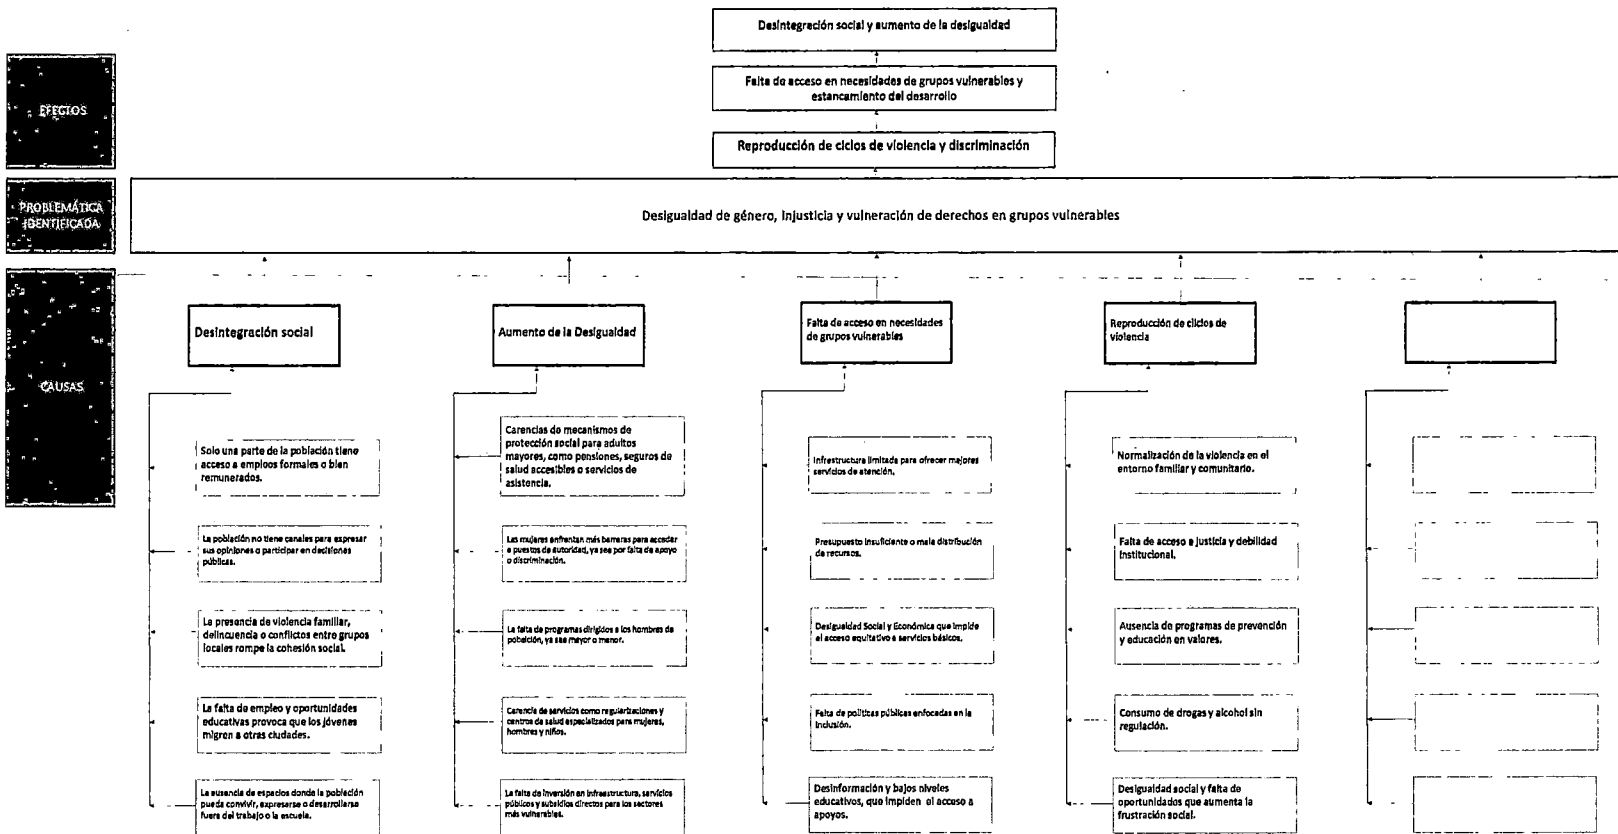 Desintegración social y aumento de la desigualdad
Falta de acceso en necesidades de grupos vulnerables y
estancamiento del desarrollo
Reproducción de ciclos de violencia y discriminación
EFECTOS
PROBLEMÁTICA
IDENTIFICADA
Desigualdad de género, injusticia y vulneración de derechos en grupos vulnerables
CAUSAS
Desintegración social
Solo una parte de la población tiene
acceso a empleos formales o bien
remunerados.
La población no tiene canales para expresar
sus opiniones o participar en decisiones
públicas.
La presencia de violencia familiar,
delincuencia o conflictos entre grupos
locales rompe la cohesión social.
La falta de empleo y oportunidades
educativas provoca que los jóvenes
migren a otras ciudades.
La ausencia de espacios donde la población
pueda convivir, expresarse o desarrollarse
fuera del trabajo o la escuela.
Aumento de la Desigualdad
Carencias de mecanismos de
protección social para adultos
mayores, como pensiones, seguros de
salud accesibles o servicios de
asistencia.
Las mujeres enfrentan más barreras para acceder
a puestos de autoridad, ya sea por falta de apoyo
o discriminación.
La falta de programas dirigidos a los hombres de
población, ya sea mayor o menor.
Carencia de servicios como regularizaciones y
centros de salud especializados para mujeres,
hombres y niños.
La falta de inversión en infraestructura, servicios
públicos y subsidios directos para los sectores
más vulnerables.
Falta de acceso en necesidades
de grupos vulnerables
Infraestructura limitada para ofrecer mejores
servicios de atención.
Presupuesto insuficiente o mala distribución
de recursos.
Desigualdad Social y Económica que impide
el acceso equitativo a servicios básicos.
Falta de políticas públicas enfocadas en la
inclusión.
Desinformación y bajos niveles
educativos, que impiden el acceso a
apoyos.
Reproducción de ciclos de
violencia
Normalización de la violencia en el
entorno familiar y comunitario.
Falta de acceso a justicia y debilidad
institucional.
Ausencia de programas de prevención
y educación en valores.
Consumo de drogas y alcohol sin
regulación.
Desigualdad social y falta de
oportunidades que aumenta la
frustración social.